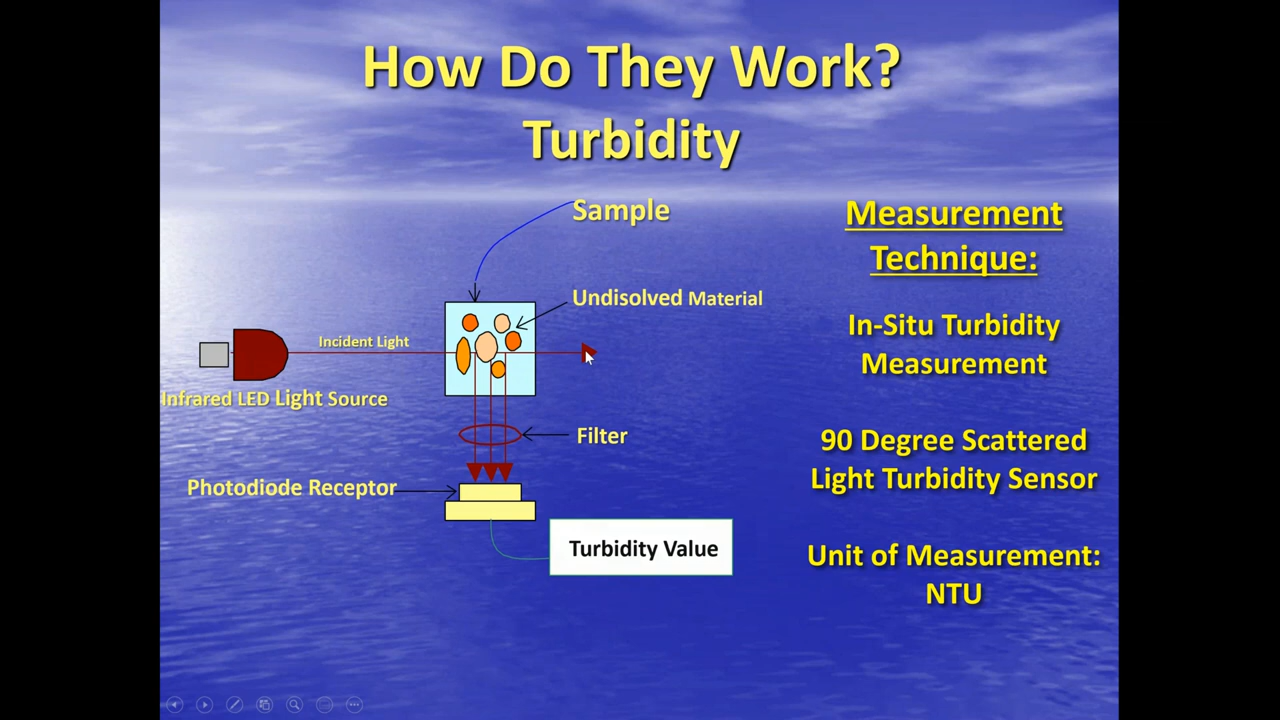 How Do They Work?
Turbidity
Sample
Measurement
Technique:
Undisolved Material
In-Situ Turbidity
Measurement
Incident Light
Infrared LED Light Source
Filter
90 Degree Scattered
Light Turbidity Sensor
Photodiode Receptor
Turbidity Value
Unit of Measurement:
NTU